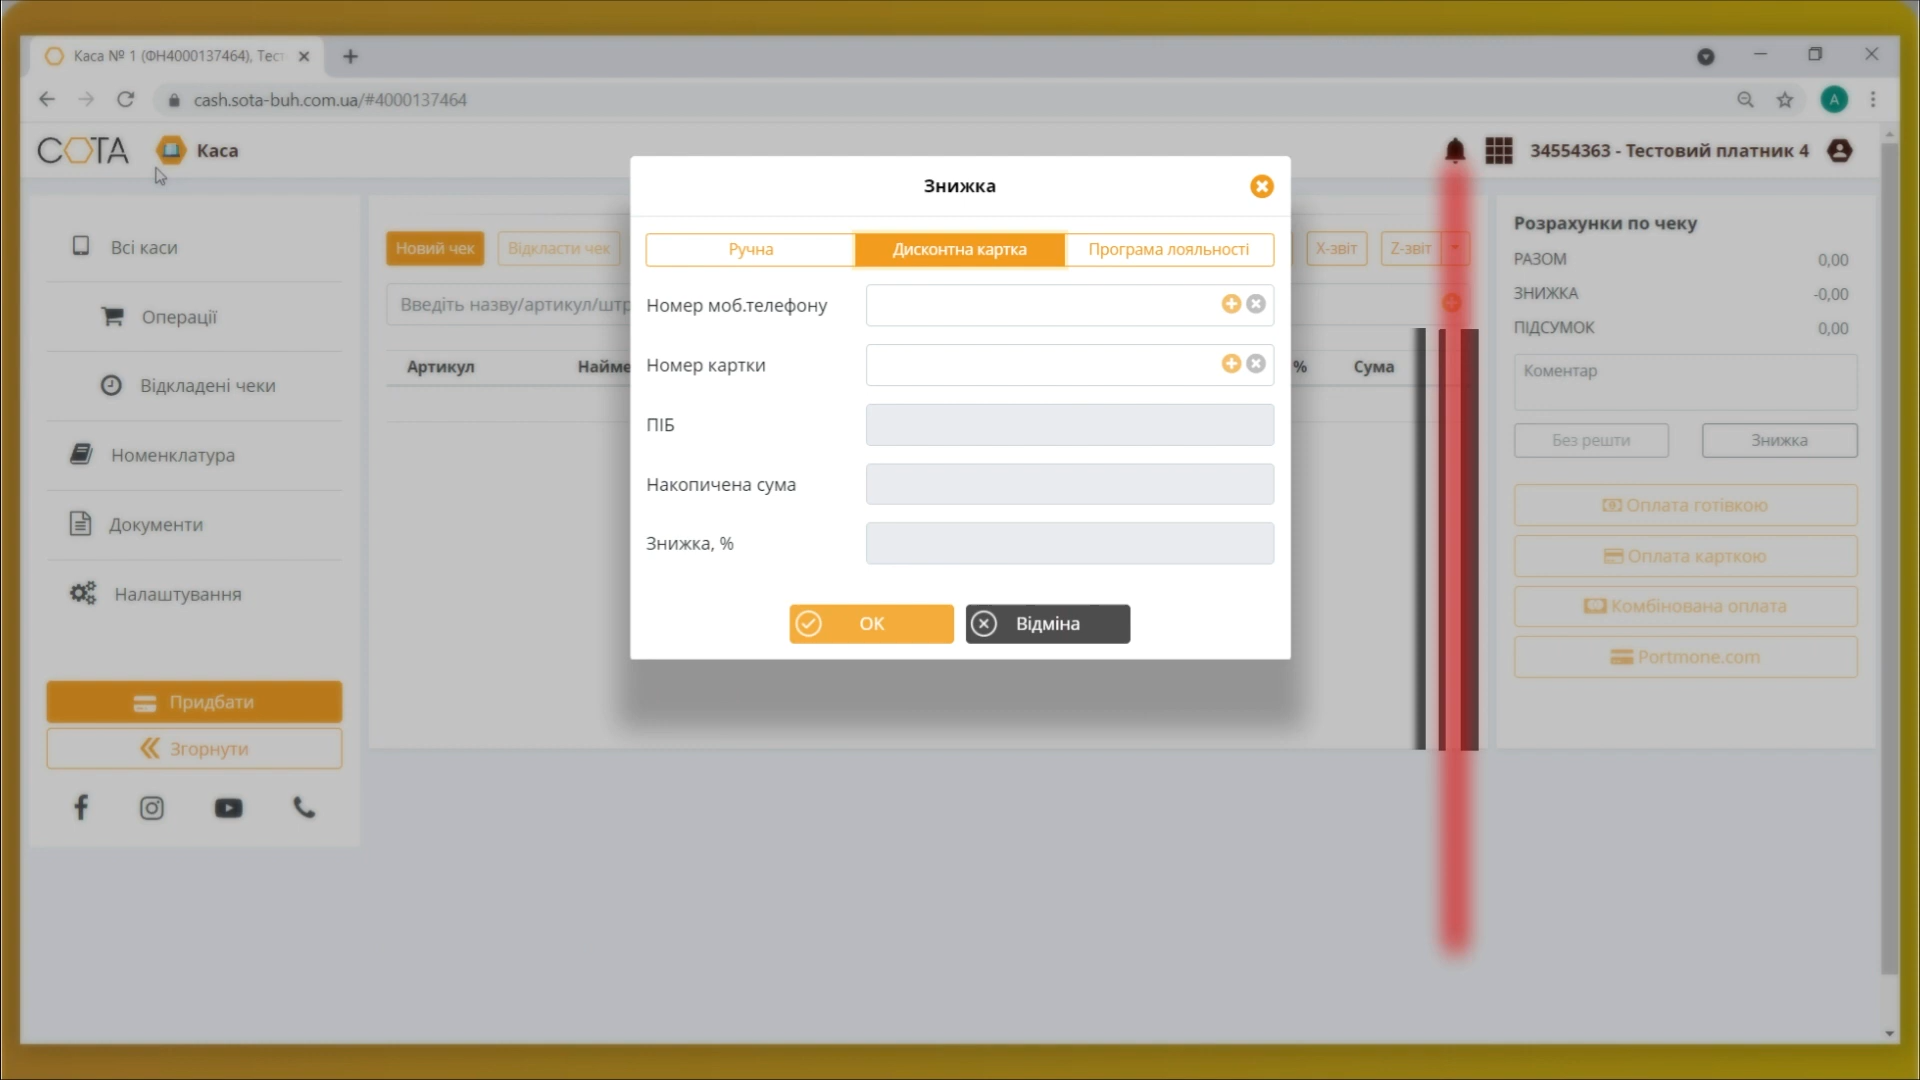 Каса № 1 (ФН4000137464), Тест
cash.sota-buh.com.ua/#4000137464
A
СОТА
Каса
34554363 - Тестовий платник 4
Всі каси
Операції
Відкладені чеки
Номенклатура
Документи
Налаштування
Придбати
Згорнути
Новий чек
Відкласти чек
X-звіт
Z-звіт
Введіть назву/артикул/штр
Артикул
Найме
%
Сума
Знижка
Ручна
Дисконтна картка
Програма лояльності
Номер моб.телефону
Номер картки
ПІБ
Накопичена сума
Знижка, %
OK
Відміна
Розрахунки по чеку
РАЗОМ 0,00
ЗНИЖКА -0,00
ПІДСУМОК 0,00
Коментар
Без решти
Знижка
Оплата готівкою
Оплата карткою
Комбінована оплата
Portmone.com